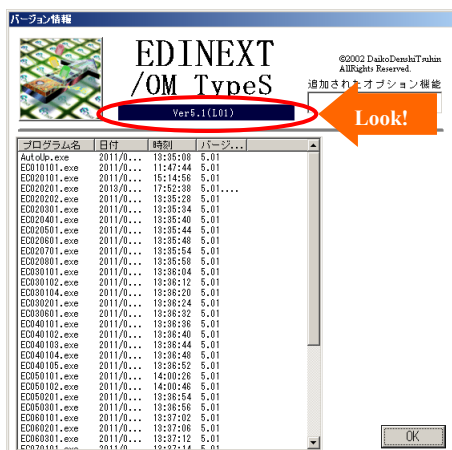 バージョン情報
EDINEXT
/OM TypeS
Ver5.1(L01)
©2002 DaikoDenshiTsuhin
AllRights Reserved.
追加されたオプション機能
Look!
プログラム名 日付 時刻 バージ...
AutoUp.exe 2011/0... 13:35:08 5.01
EC010101.exe 2011/0... 11:47:44 5.01
EC020101.exe 2011/0... 15:14:56 5.01
EC020201.exe 2013/0... 17:52:38 5.01....
EC020202.exe 2011/0... 13:35:28 5.01
EC020301.exe 2011/0... 13:35:34 5.01
EC020401.exe 2011/0... 13:35:40 5.01
EC020501.exe 2011/0... 13:35:44 5.01
EC020601.exe 2011/0... 13:35:48 5.01
EC020701.exe 2011/0... 13:35:54 5.01
EC020801.exe 2011/0... 13:35:58 5.01
EC030101.exe 2011/0... 13:36:04 5.01
EC030102.exe 2011/0... 13:36:12 5.01
EC030104.exe 2011/0... 13:36:20 5.01
EC030201.exe 2011/0... 13:36:24 5.01
EC030601.exe 2011/0... 13:36:32 5.01
EC040101.exe 2011/0... 13:36:36 5.01
EC040102.exe 2011/0... 13:36:40 5.01
EC040103.exe 2011/0... 13:36:44 5.01
EC040104.exe 2011/0... 13:36:48 5.01
EC040105.exe 2011/0... 13:36:52 5.01
EC050101.exe 2011/0... 14:00:26 5.01
EC050102.exe 2011/0... 14:00:46 5.01
EC050201.exe 2011/0... 13:36:54 5.01
EC050301.exe 2011/0... 13:36:56 5.01
EC060101.exe 2011/0... 13:37:02 5.01
EC060201.exe 2011/0... 13:37:06 5.01
EC060301.exe 2011/0... 13:37:12 5.01
OK